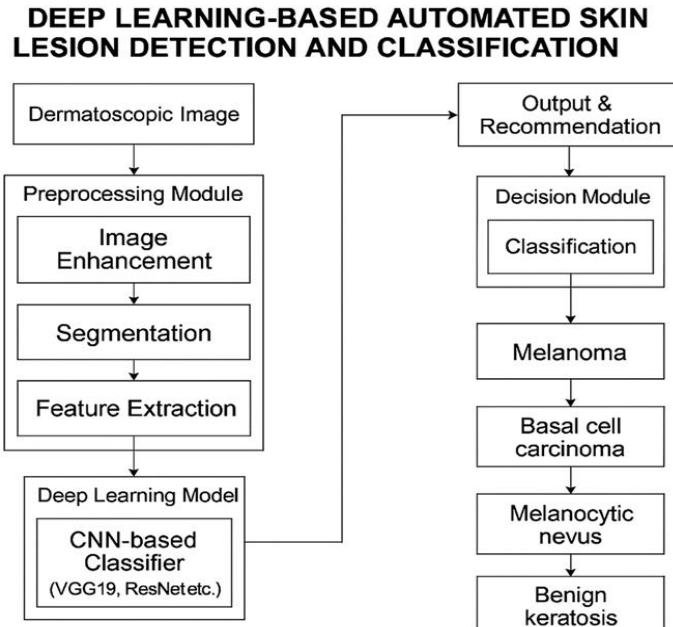 DEEP LEARNING-BASED AUTOMATED SKIN
LESION DETECTION AND CLASSIFICATION
Dermatoscopic Image
Preprocessing Module
Image
Enhancement
Segmentation
Feature Extraction
Deep Learning Model
CNN-based
Classifier
(VGG19, ResNetetc.)
Output &
Recommendation
Decision Module
Classification
Melanoma
Basal cell
carcinoma
Melanocytic
nevus
Benign
keratosis